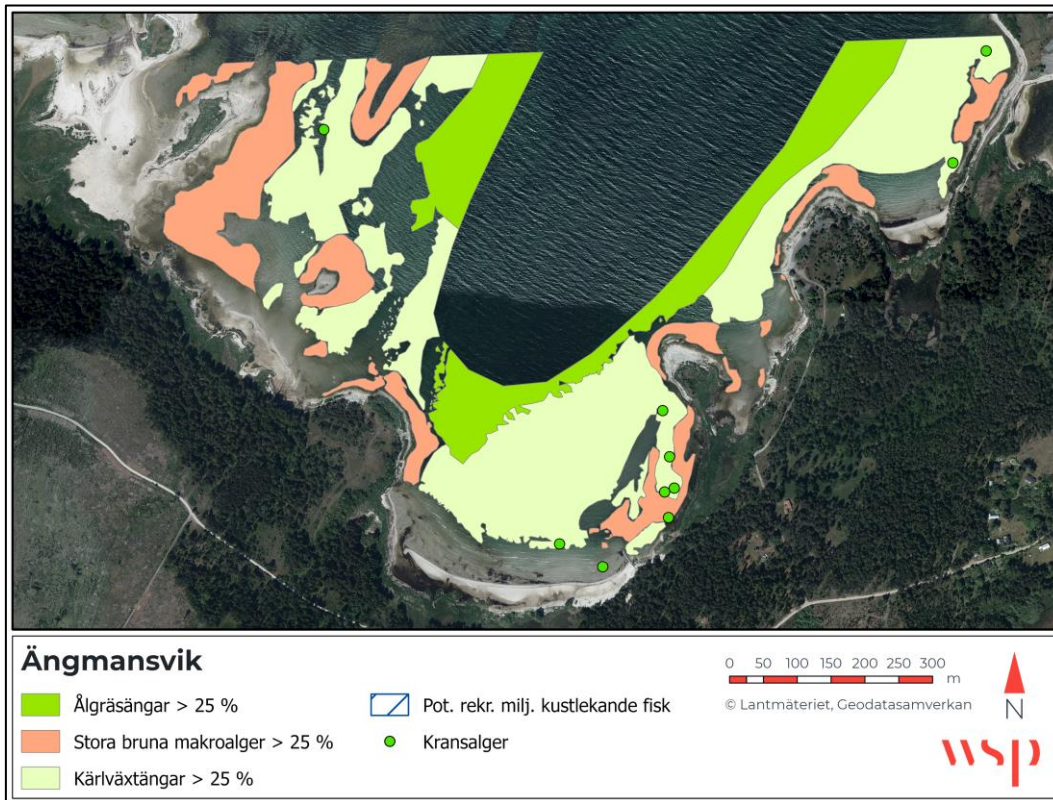 Ängmansvik
Ålgräsängar > 25 %
Stora bruna makroalger > 25 %
Kärlväxtängar > 25 %
Pot. rekr. milj. kustlekande fisk
Kransalger
0 50 100 150 200 250 300
m
© Lantmäteriet, Geodatasamverkan
N
wsp